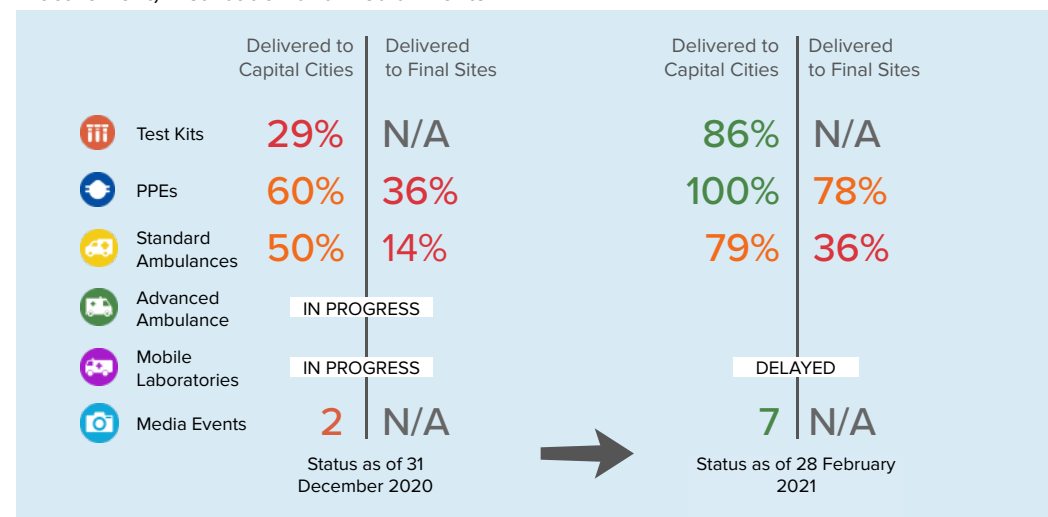 Delivered to Delivered Delivered to Delivered
Capital Cities to Final Sites Capital Cities to Final Sites
Test Kits 29% N/A 86% N/A
PPEs 60% 36% 100% 78%
Standard
Ambulances 50% 14% 79% 36%
Advanced
Ambulance IN PROGRESS
Mobile
Laboratories IN PROGRESS DELAYED
Media Events 2 N/A 7 N/A
Status as of 31 Status as of 28 February
December 2020 2021